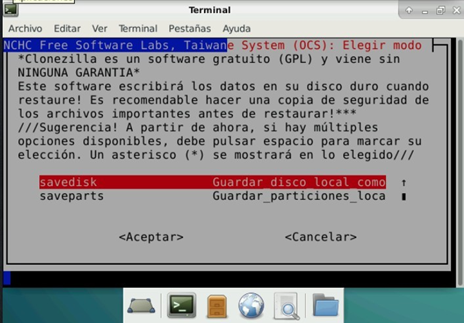 Terminal
Archivo Editar Ver Terminal Pestañas Ayuda
NCHC Free Software Labs, Taiwane System (OCS): Elegir modo
*Clonezilla es un software gratuito (GPL) y viene sin
NINGUNA GARANTIA*
Este software escribirá los datos en su disco duro cuando
restaure! Es recomendable hacer una copia de seguridad de
los archivos importantes antes de restaurar!***
///Sugerencia! A partir de ahora, si hay múltiples
opciones disponibles, debe pulsar espacio para marcar su
elección. Un asterisco (*) se mostrará en lo elegido///
savedisk Guardar_disco_local_como ↑
saveparts Guardar_particiones_loca
<Aceptar> <Cancelar>